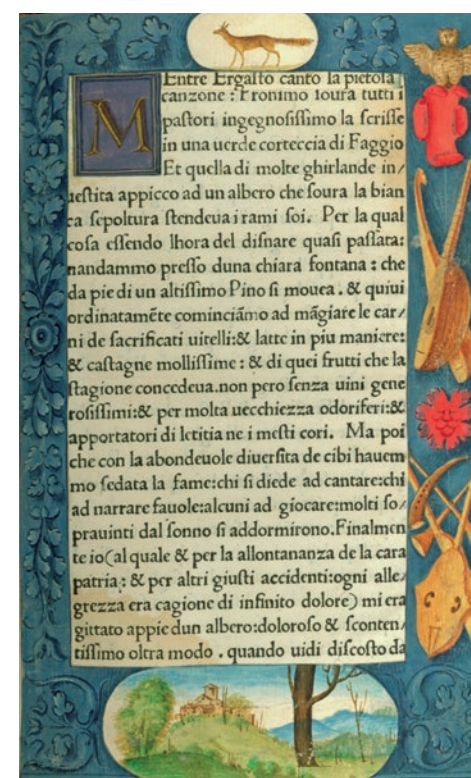 MEntre Ergasto canto la pietosa
canzone : Fronimo soura tutti i
pastori ingegnosissimo la scrisse
in una uerde corteccia di Faggio
Et quella di molte ghirlande in/
uestita appicco ad un albero che soura la bian
ca sepoltura stendeua i rami soi. Per la qual
cosa essendo lhora del disnare quasi passata:
nandammo presso duna chiara fontana : che
da pie di un altissimo Pino si mouea . & quiui
ordinatamẽte cominciãmo ad mãgiare le car/
ni de sacrificati uitelli:& latte in piu maniere:
& castagne mollissime : & di quei frutti che la
stagione concedeua.non pero senza uini gene
rosissimi:& per molta uecchiezza odoriferi:&
apportatori di letitia ne i mesti cori. Ma poi
che con la abondeuole diuersita de cibi hauem
mo sedata la fame:chi si diede ad cantare:chi
ad narrare fauole:alcuni ad giocare:molti so/
prauinti dal sonno si addormirono.Finalmen
te io(al quale & per la allontananza de la cara
patria : & per altri giusti accidenti:ogni alle/
grezza era cagione di infinito dolore) mi era
gittato appie dun albero:doloroso & sconten/
tissimo oltra modo . quando uidi discosto da